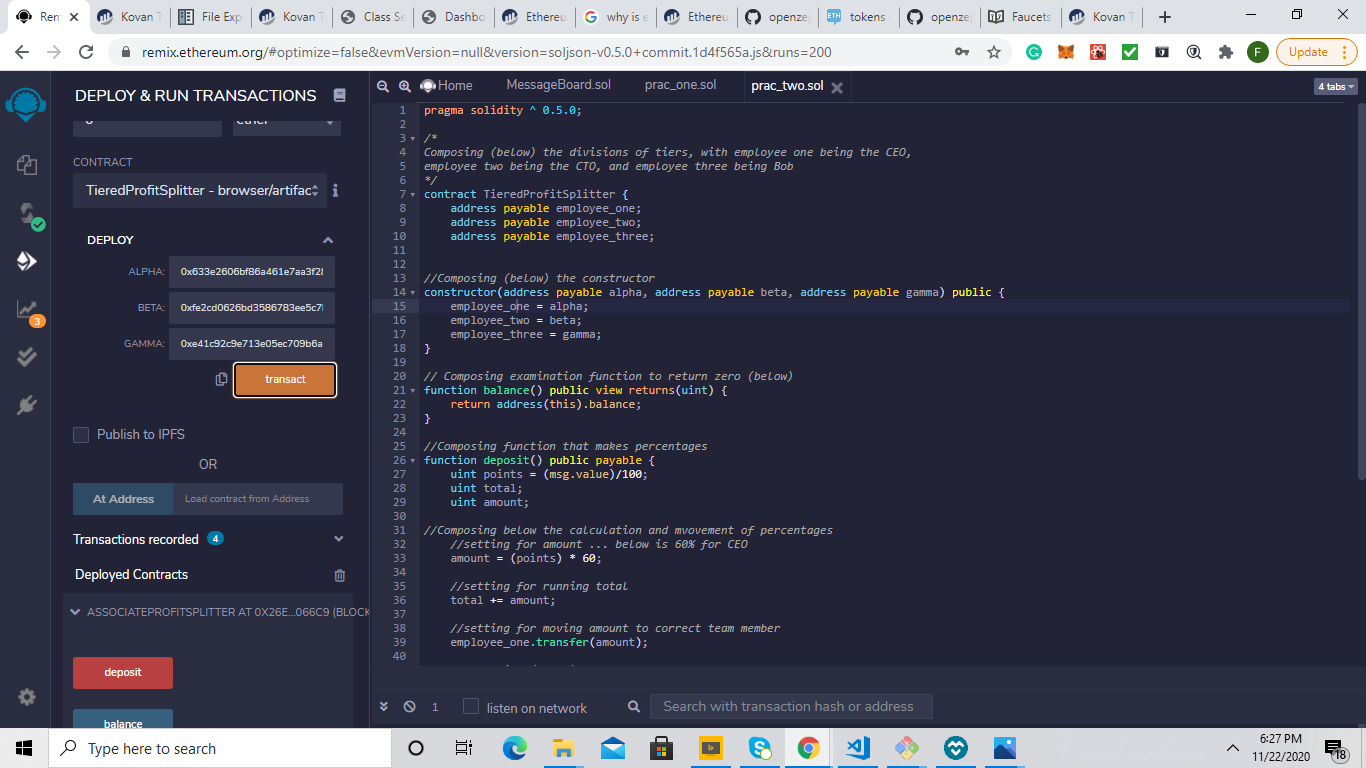 Rem
Kovan T
File Exp
Kovan T
Class Se
Dashbo
Ethereu
why is e
Ethereu
openze
tokens
openze
Faucets
Kovan T
remix.ethereum.org/#optimize=false&evmVersion=null&version=soljson-v0.5.0+commit.1d4f565a.js&runs=200
F
Update
DEPLOY & RUN TRANSACTIONS
ether
CONTRACT
TieredProfitSplitter - browser/artifac
DEPLOY
ALPHA:
0x633e2606bf86a461e7aa3f2
BETA:
0xfe2cd0626bd3586783ee5c7
GAMMA:
0xe41c92c9e713e05ec709b6a
transact
Publish to IPFS
OR
At Address
Load contract from Address
Transactions recorded 4
Deployed Contracts
ASSOCIATEPROFITSPLITTER AT 0X26E...066C9 (BLOCK
deposit
balance
3
Home
MessageBoard.sol
prac_one.sol
prac_two.sol
4 tabs
1 pragma solidity ^ 0.5.0;
2
3 /*
4 Composing (below) the divisions of tiers, with employee one being the CEO,
5 employee two being the CTO, and employee three being Bob
6 */
7 contract TieredProfitSplitter {
8 address payable employee_one;
9 address payable employee_two;
10 address payable employee_three;
11
12
13 //Composing (below) the constructor
14 constructor(address payable alpha, address payable beta, address payable gamma) public {
15 employee_one = alpha;
16 employee_two = beta;
17 employee_three = gamma;
18 }
19
20 // Composing examination function to return zero (below)
21 function balance() public view returns(uint) {
22 return address(this).balance;
23 }
24
25 //Composing function that makes percentages
26 function deposit() public payable {
27 uint points = (msg.value)/100;
28 uint total;
29 uint amount;
30
31 //Composing below the calculation and mvovement of percentages
32 //setting for amount ... below is 60% for CEO
33 amount = (points) * 60;
34
35 //setting for running total
36 total += amount;
37
38 //setting for moving amount to correct team member
39 employee_one.transfer(amount);
40
1
listen on network
Search with transaction hash or address
Type here to search
6:27 PM
11/22/2020
18